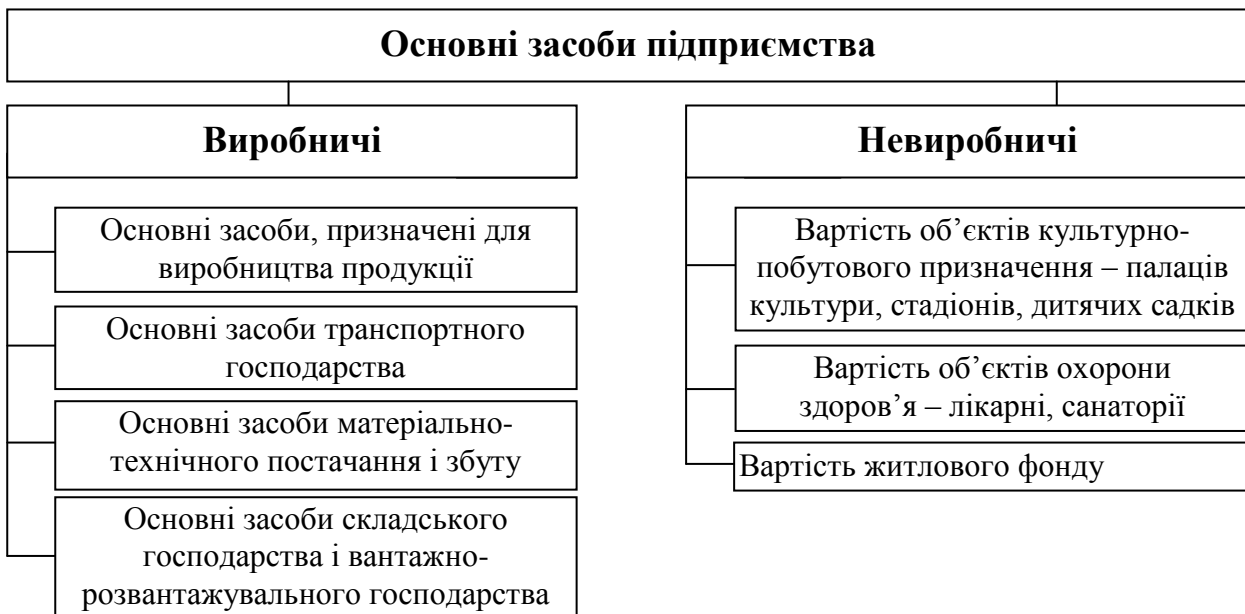 Основні засоби підприємства
Виробничі
Основні засоби, призначені для
виробництва продукції
Основні засоби транспортного
господарства
Основні засоби матеріально-
технічного постачання і збуту
Основні засоби складського
господарства і вантажно-
розвантажувального господарства
Невиробничі
Вартість об’єктів культурно-
побутового призначення – палаців
культури, стадіонів, дитячих садків
Вартість об’єктів охорони
здоров’я – лікарні, санаторії
Вартість житлового фонду